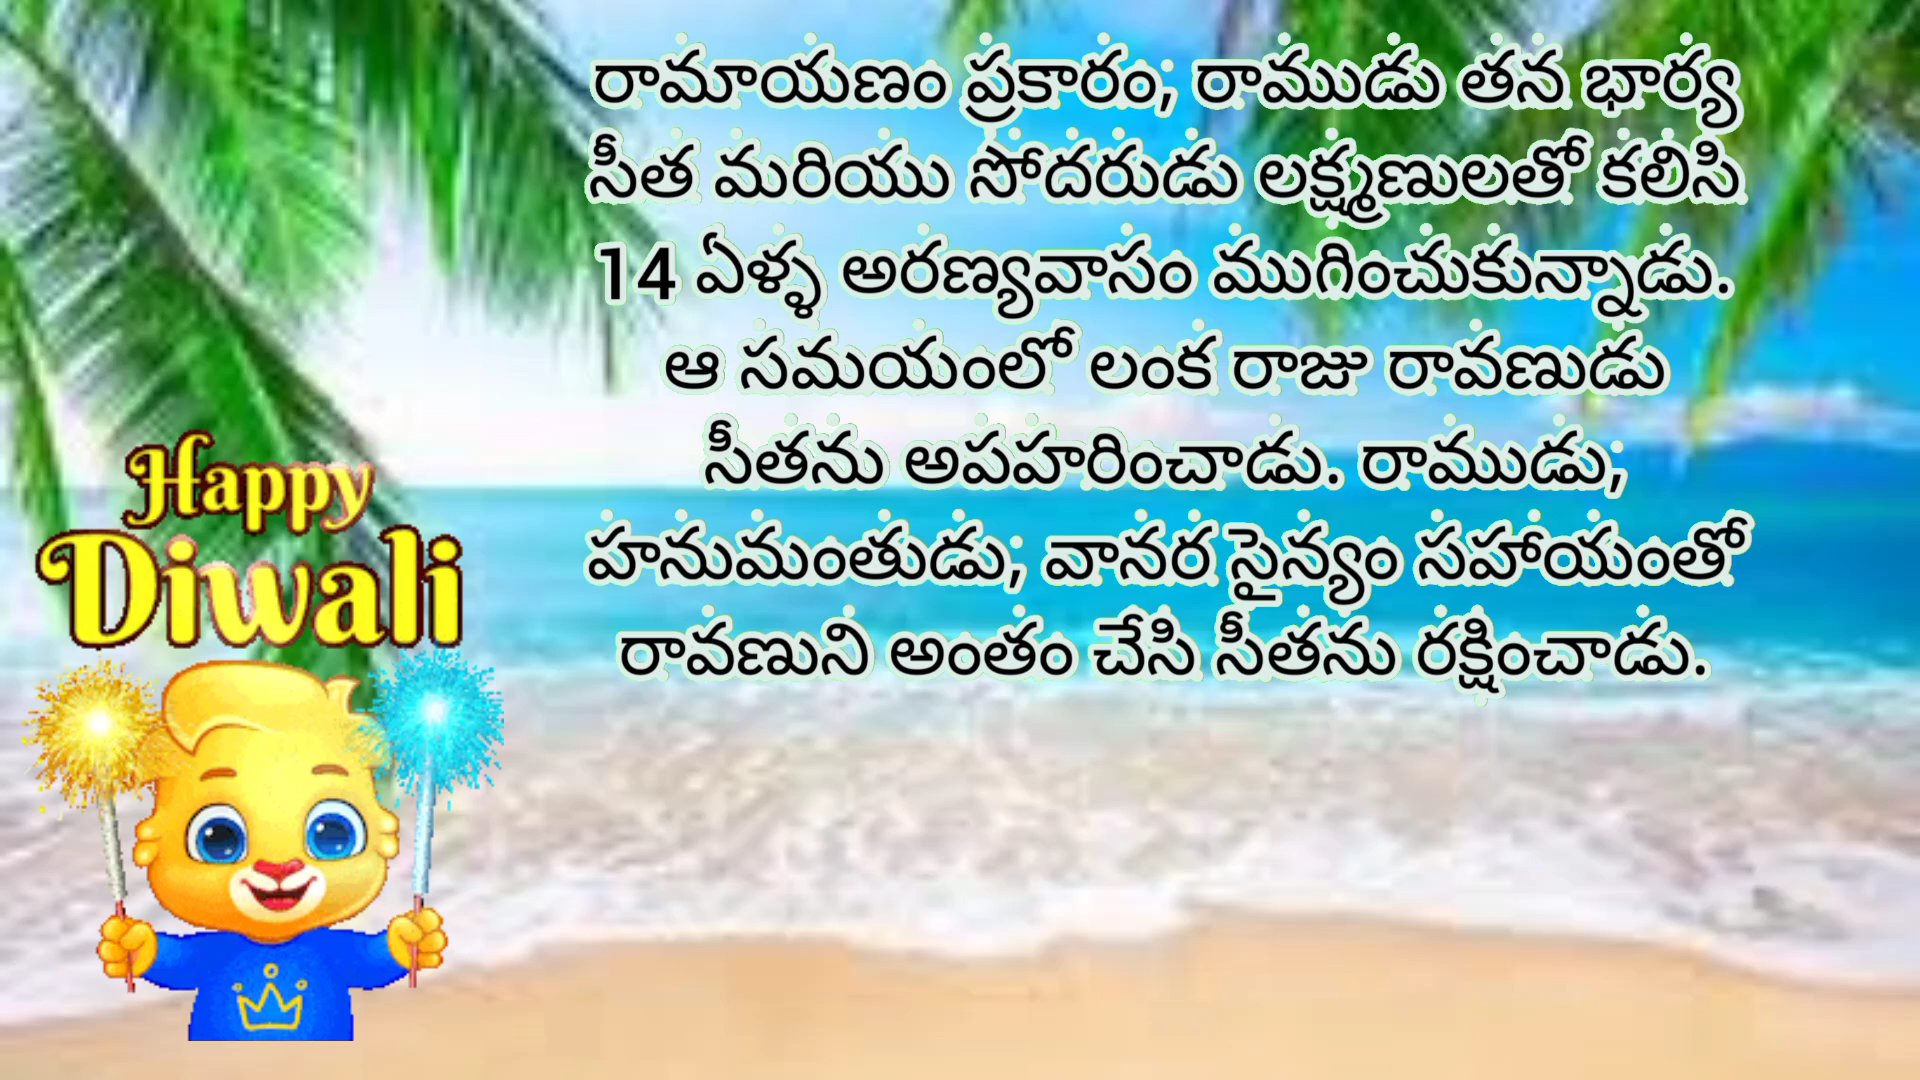 రామాయణం ప్రకారం, రాముడు తన భార్య
సీత మరియు సోదరుడు లక్ష్మణులతో కలిసి
14 ఏళ్ళ అరణ్యవాసం ముగించుకున్నాడు.
ఆ సమయంలో లంక రాజు రావణుడు
సీతను అపహరించాడు. రాముడు,
హనుమంతుడు, వానర సైన్యం సహాయంతో
రావణుని అంతం చేసి సీతను రక్షించాడు.
Happy
Diwali